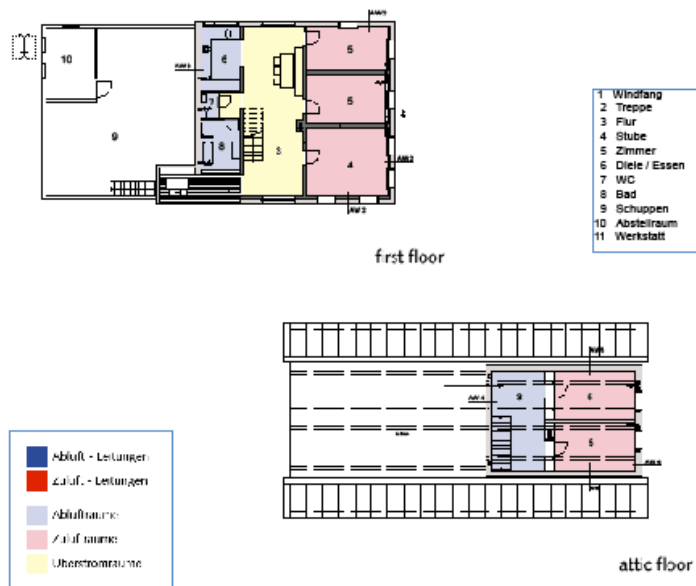 10
6
5
7
5
8
9
3
4
AW 2
first floor
1 Windfang
2 Treppe
3 Flur
4 Stube
5 Zimmer
6 Diele / Essen
7 WC
8 Bad
9 Schuppen
10 Abstellraum
11 Werkstatt
5
Abluft - Leitungen
Zuluft - Leitungen
Ablufträume
Zulufträume
Überströmräume
attic floor